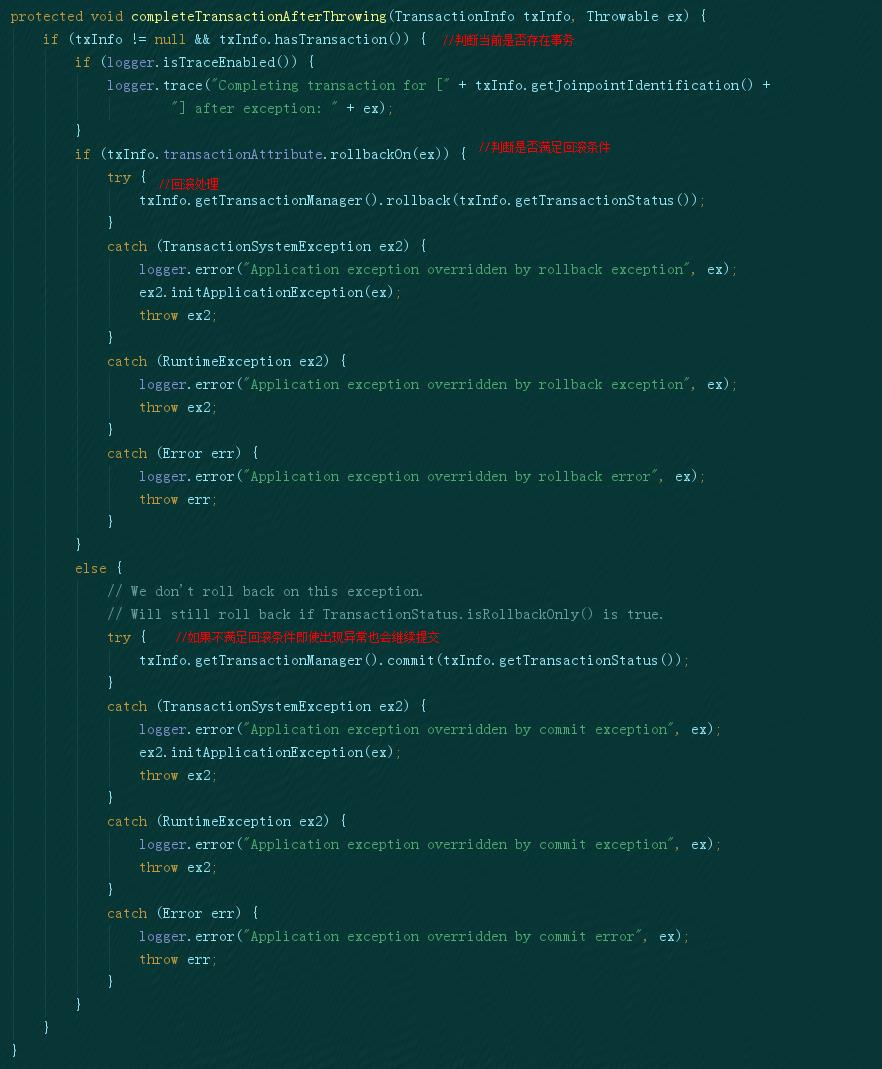 protected void completeTransactionAfterThrowing(TransactionInfo txInfo, Throwable ex) {
    if (txInfo != null && txInfo.hasTransaction()) {  //判断当前是否存在事务
        if (logger.isTraceEnabled()) {
            logger.trace("Completing transaction for [" + txInfo.getJoinpointIdentification() +
                    "] after exception: " + ex);
        }
        if (txInfo.transactionAttribute.rollbackOn(ex)) {  //判断是否满足回滚条件
            try {  //回滚处理
                txInfo.getTransactionManager().rollback(txInfo.getTransactionStatus());
            }
            catch (TransactionSystemException ex2) {
                logger.error("Application exception overridden by rollback exception", ex);
                ex2.initApplicationException(ex);
                throw ex2;
            }
            catch (RuntimeException ex2) {
                logger.error("Application exception overridden by rollback exception", ex);
                throw ex2;
            }
            catch (Error err) {
                logger.error("Application exception overridden by rollback error", ex);
                throw err;
            }
        }
        else {
            // We don't roll back on this exception.
            // Will still roll back if TransactionStatus.isRollbackOnly() is true.
            try {    //如果不满足回滚条件即使出现异常也会继续提交
                txInfo.getTransactionManager().commit(txInfo.getTransactionStatus());
            }
            catch (TransactionSystemException ex2) {
                logger.error("Application exception overridden by commit exception", ex);
                ex2.initApplicationException(ex);
                throw ex2;
            }
            catch (RuntimeException ex2) {
                logger.error("Application exception overridden by commit exception", ex);
                throw ex2;
            }
            catch (Error err) {
                logger.error("Application exception overridden by commit error", ex);
                throw err;
            }
        }
    }
}